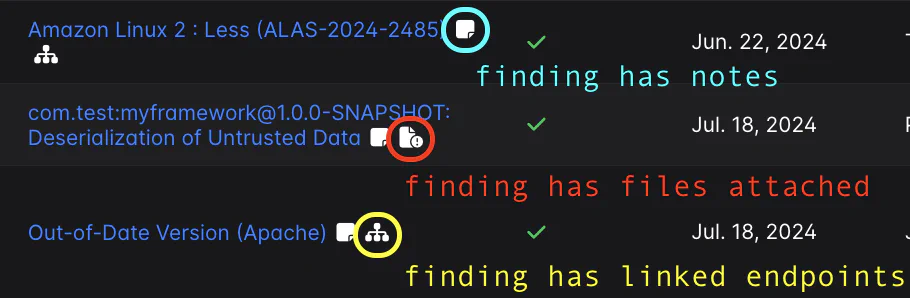 Amazon Linux 2 : Less (ALAS-2024-2485)
Jun. 22, 2024
finding has notes
com.test:myframework@1.0.0-SNAPSHOT:
Deserialization of Untrusted Data
Jul. 18, 2024
finding has files attached
Out-of-Date Version (Apache)
Jul. 18, 2024
finding has linked endpoints